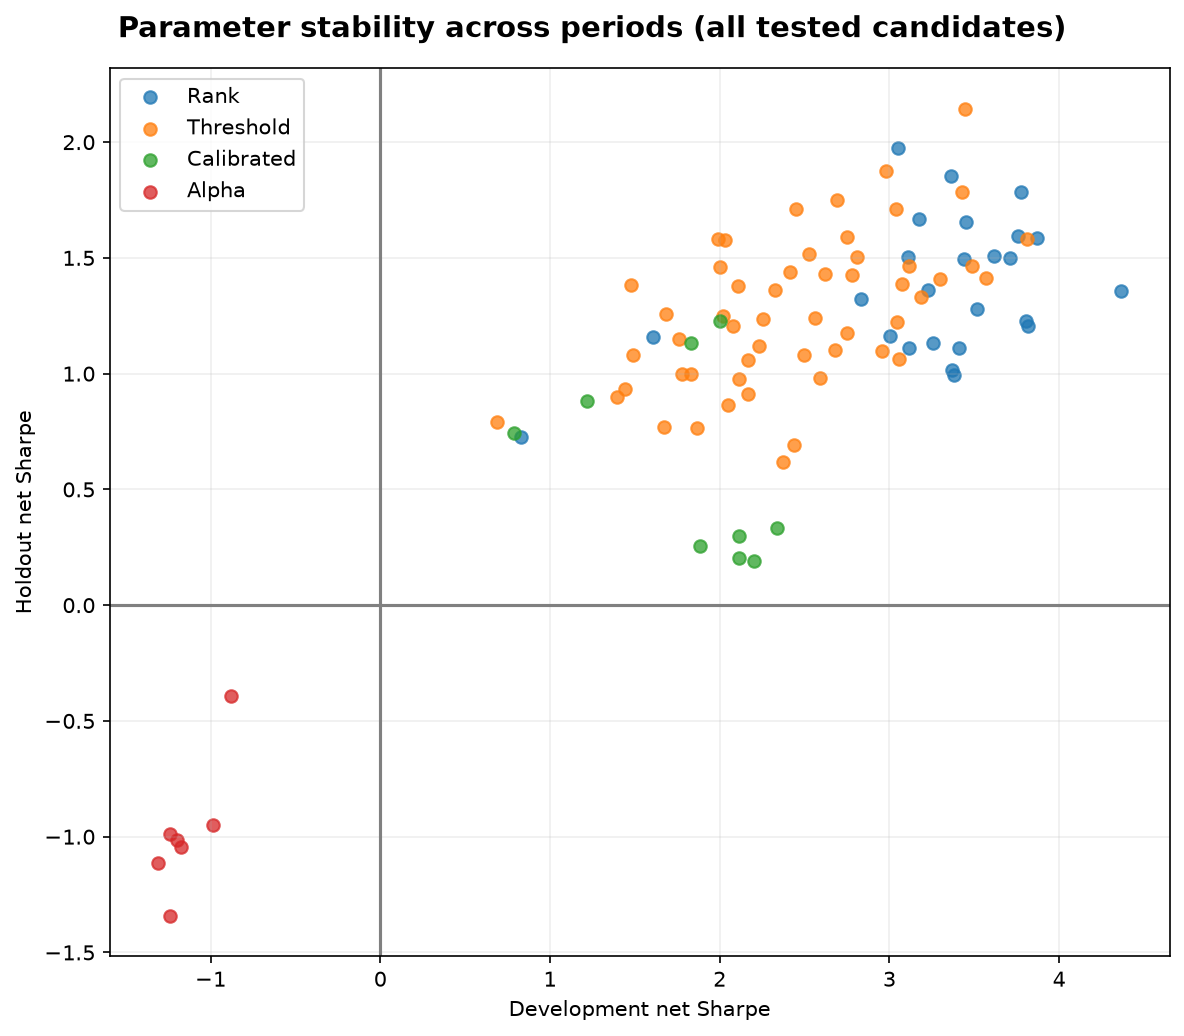 Parameter stability across periods (all tested candidates)
Rank
Threshold
Calibrated
Alpha
2.0
1.5
1.0
0.5
0.0
−0.5
−1.0
−1.5
Holdout net Sharpe
−1 0 1 2 3 4
Development net Sharpe